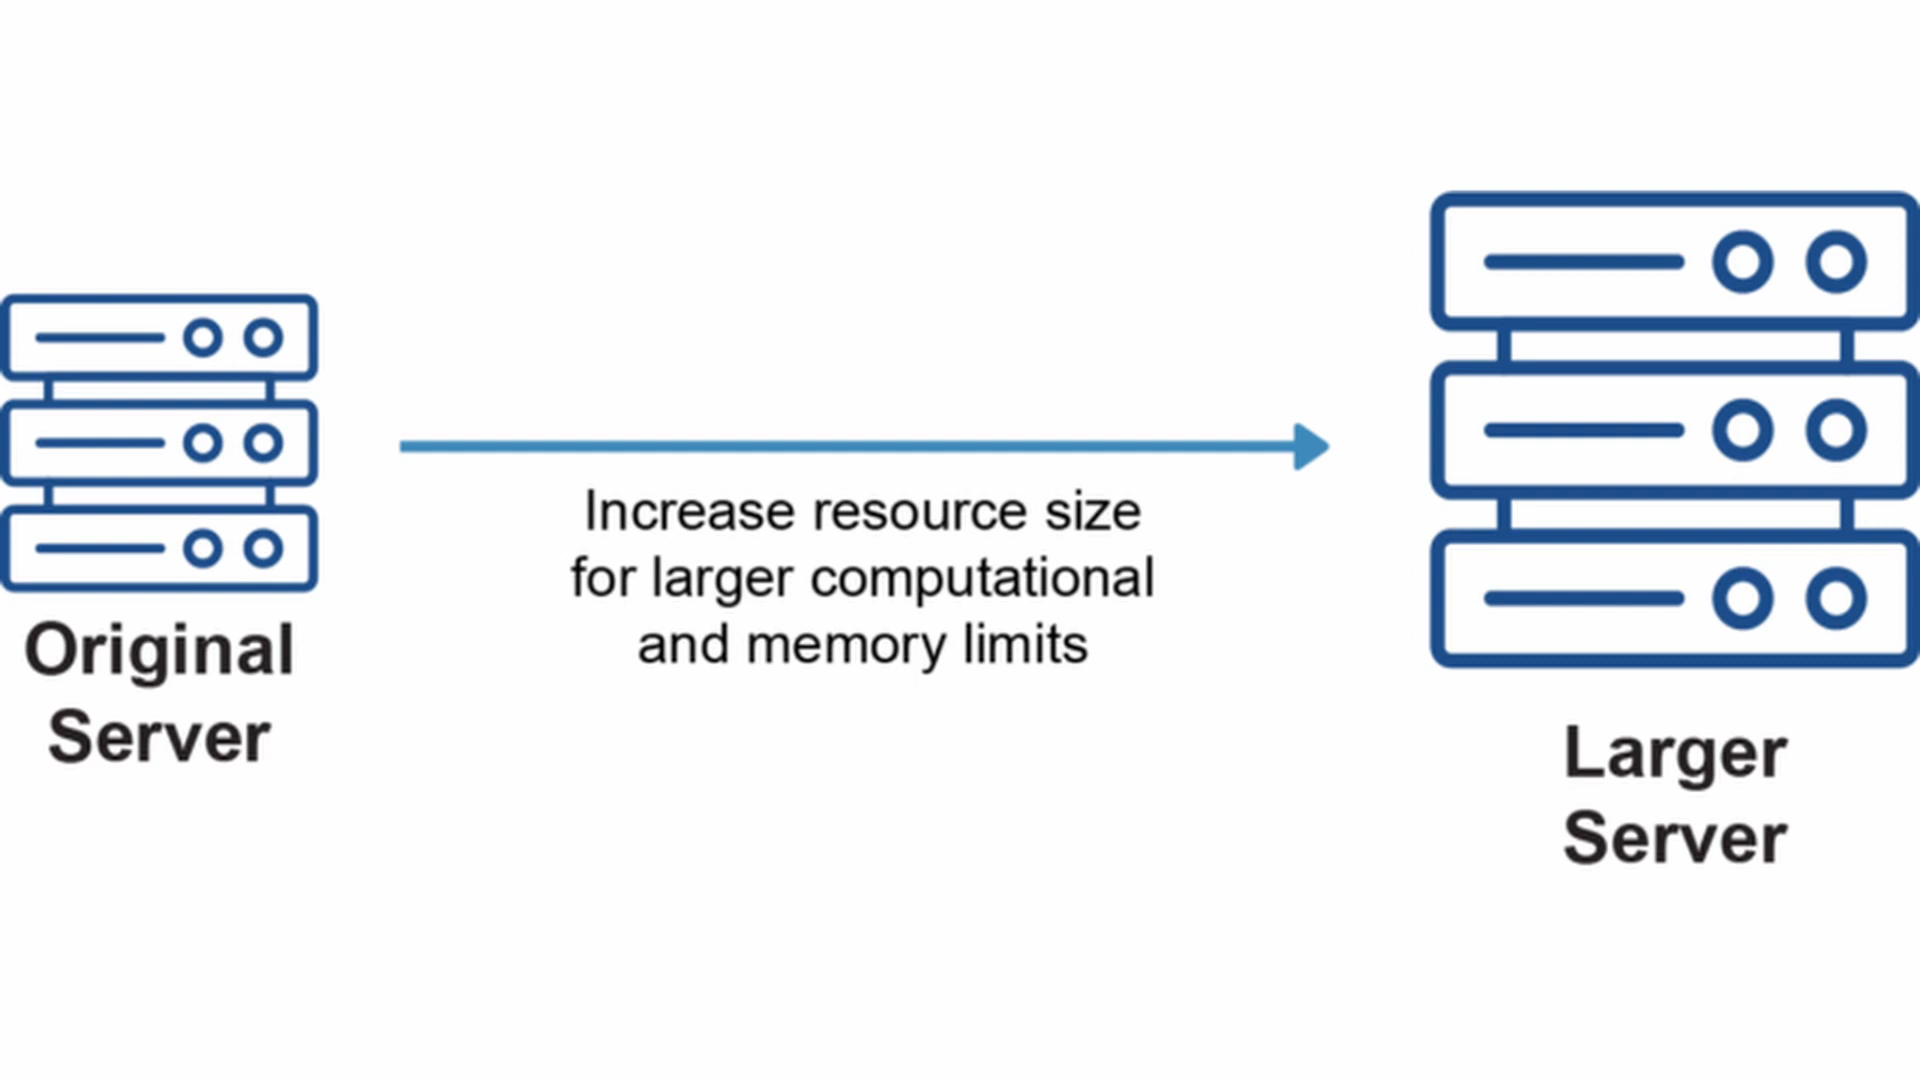 Increase resource size
for larger computational
and memory limits
Original
Server
Larger
Server